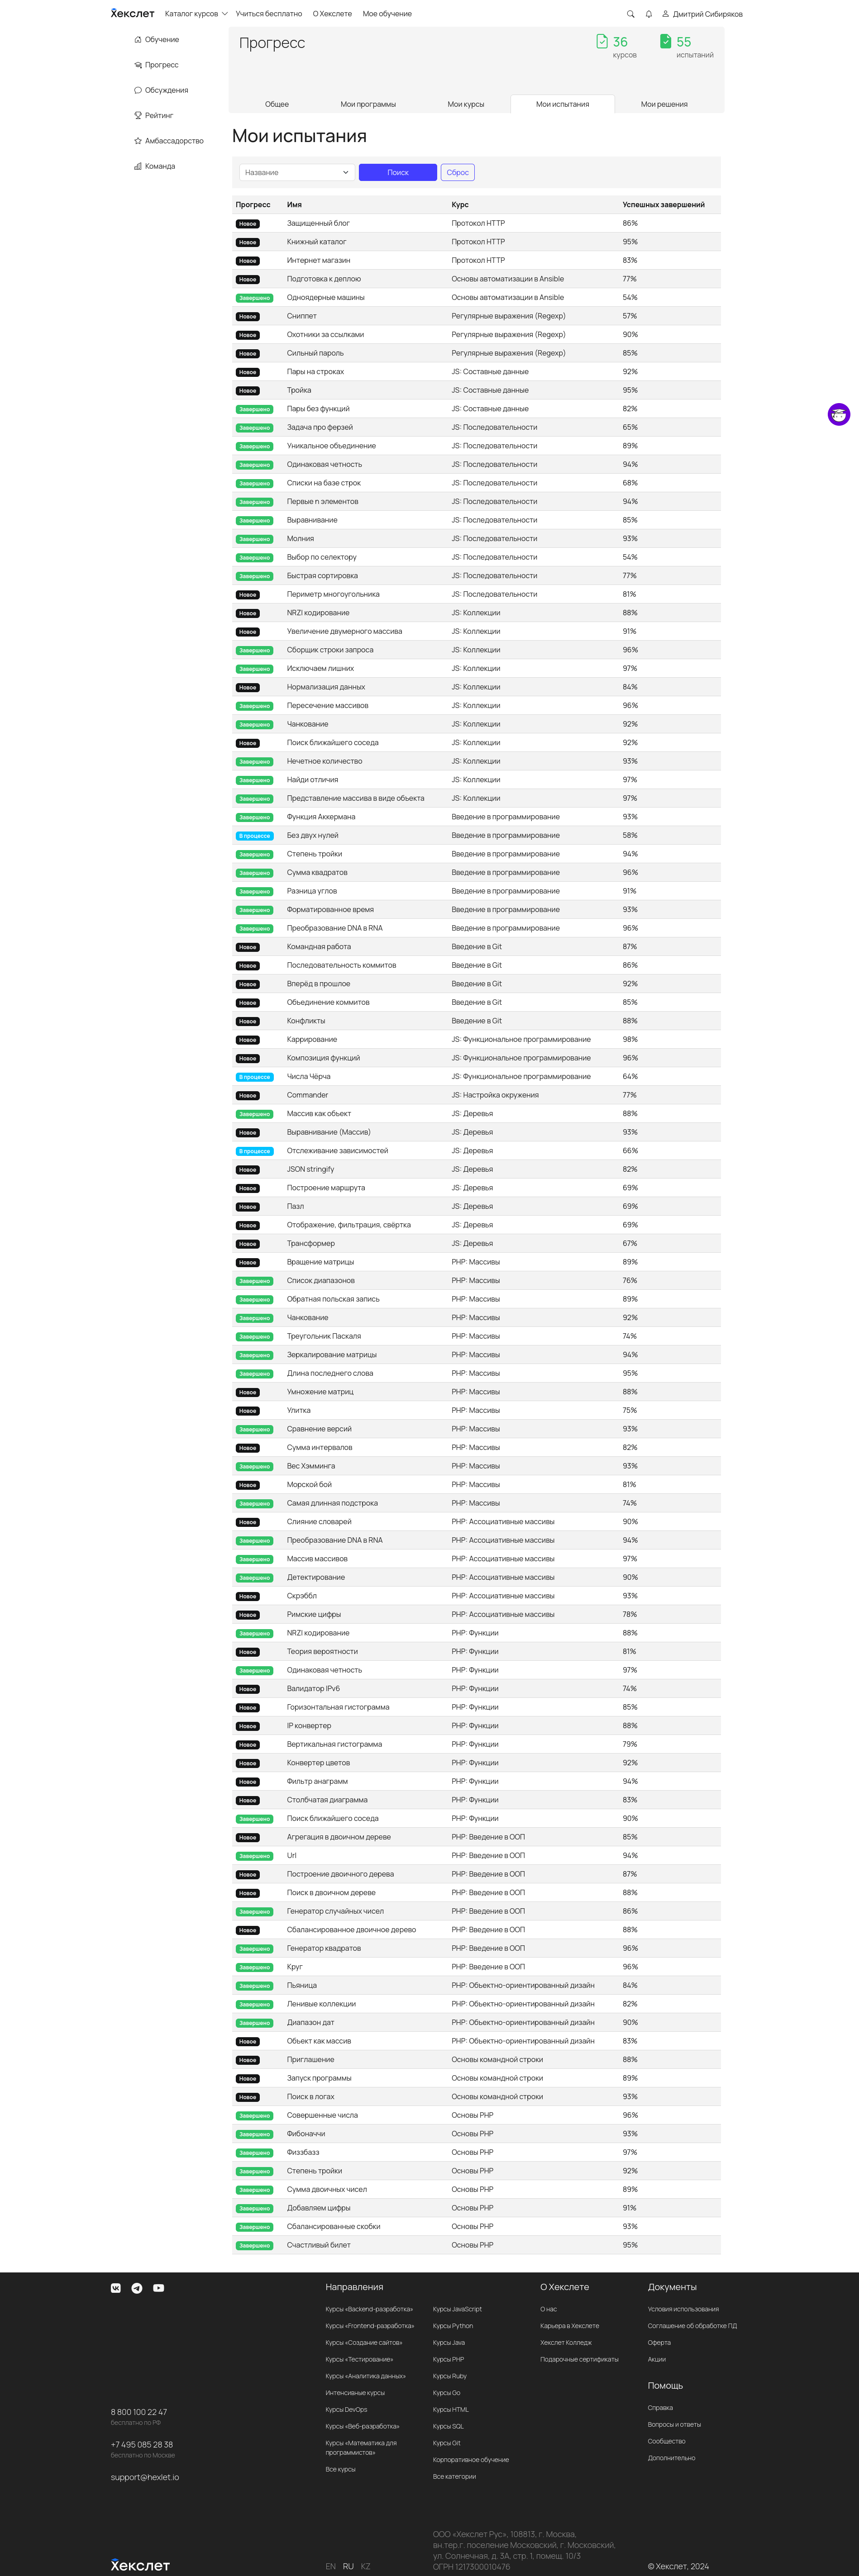 Хекслет Каталог курсов Учиться бесплатно О Хекслете Мое обучение Дмитрий Сибиряков
Обучение
Прогресс
Обсуждения
Рейтинг
Амбассадорство
Команда
Прогресс
36 курсов
55 испытаний
Общее Мои программы Мои курсы Мои испытания Мои решения
Мои испытания
Название Поиск Сброс
Прогресс Имя Курс Успешных завершений
Новое Защищенный блог Протокол HTTP 86%
Новое Книжный каталог Протокол HTTP 95%
Новое Интернет магазин Протокол HTTP 83%
Новое Подготовка к деплою Основы автоматизации в Ansible 77%
Завершено Одноядерные машины Основы автоматизации в Ansible 54%
Новое Сниппет Регулярные выражения (Regexp) 57%
Новое Охотники за ссылками Регулярные выражения (Regexp) 90%
Новое Сильный пароль Регулярные выражения (Regexp) 85%
Новое Пары на строках JS: Составные данные 92%
Новое Тройка JS: Составные данные 95%
Завершено Пары без функций JS: Составные данные 82%
Завершено Задача про ферзей JS: Последовательности 65%
Завершено Уникальное объединение JS: Последовательности 89%
Завершено Одинаковая четность JS: Последовательности 94%
Завершено Списки на базе строк JS: Последовательности 68%
Завершено Первые n элементов JS: Последовательности 94%
Завершено Выравнивание JS: Последовательности 85%
Завершено Молния JS: Последовательности 93%
Завершено Выбор по селектору JS: Последовательности 54%
Завершено Быстрая сортировка JS: Последовательности 77%
Новое Периметр многоугольника JS: Последовательности 81%
Новое NRZI кодирование JS: Коллекции 88%
Новое Увеличение двумерного массива JS: Коллекции 91%
Завершено Сборщик строки запроса JS: Коллекции 96%
Завершено Исключаем лишних JS: Коллекции 97%
Новое Нормализация данных JS: Коллекции 84%
Завершено Пересечение массивов JS: Коллекции 96%
Завершено Чанкование JS: Коллекции 92%
Новое Поиск ближайшего соседа JS: Коллекции 92%
Завершено Нечетное количество JS: Коллекции 93%
Завершено Найди отличия JS: Коллекции 97%
Завершено Представление массива в виде объекта JS: Коллекции 97%
Завершено Функция Аккермана Введение в программирование 93%
В процессе Без двух нулей Введение в программирование 58%
Завершено Степень тройки Введение в программирование 94%
Завершено Сумма квадратов Введение в программирование 96%
Завершено Разница углов Введение в программирование 91%
Завершено Форматированное время Введение в программирование 93%
Завершено Преобразование DNA в RNA Введение в программирование 96%
Новое Командная работа Введение в Git 87%
Новое Последовательность коммитов Введение в Git 86%
Новое Вперёд в прошлое Введение в Git 92%
Новое Объединение коммитов Введение в Git 85%
Новое Конфликты Введение в Git 88%
Новое Каррирование JS: Функциональное программирование 98%
Новое Композиция функций JS: Функциональное программирование 96%
В процессе Числа Чёрча JS: Функциональное программирование 64%
Новое Commander JS: Настройка окружения 77%
Завершено Массив как объект JS: Деревья 88%
Новое Выравнивание (Массив) JS: Деревья 93%
В процессе Отслеживание зависимостей JS: Деревья 66%
Новое JSON stringify JS: Деревья 82%
Новое Построение маршрута JS: Деревья 69%
Новое Пазл JS: Деревья 69%
Новое Отображение, фильтрация, свёртка JS: Деревья 69%
Новое Трансформер JS: Деревья 67%
Новое Вращение матрицы PHP: Массивы 89%
Завершено Список диапазонов PHP: Массивы 76%
Завершено Обратная польская запись PHP: Массивы 89%
Завершено Чанкование PHP: Массивы 92%
Завершено Треугольник Паскаля PHP: Массивы 74%
Завершено Зеркалирование матрицы PHP: Массивы 94%
Завершено Длина последнего слова PHP: Массивы 95%
Новое Умножение матриц PHP: Массивы 88%
Новое Улитка PHP: Массивы 75%
Завершено Сравнение версий PHP: Массивы 93%
Новое Сумма интервалов PHP: Массивы 82%
Завершено Вес Хэмминга PHP: Массивы 93%
Новое Морской бой PHP: Массивы 81%
Завершено Самая длинная подстрока PHP: Массивы 74%
Новое Слияние словарей PHP: Ассоциативные массивы 90%
Завершено Преобразование DNA в RNA PHP: Ассоциативные массивы 94%
Завершено Массив массивов PHP: Ассоциативные массивы 97%
Завершено Детектирование PHP: Ассоциативные массивы 90%
Новое Скрэббл PHP: Ассоциативные массивы 93%
Новое Римские цифры PHP: Ассоциативные массивы 78%
Завершено NRZI кодирование PHP: Функции 88%
Новое Теория вероятности PHP: Функции 81%
Завершено Одинаковая четность PHP: Функции 97%
Новое Валидатор IPv6 PHP: Функции 74%
Новое Горизонтальная гистограмма PHP: Функции 85%
Новое IP конвертер PHP: Функции 88%
Новое Вертикальная гистограмма PHP: Функции 79%
Новое Конвертер цветов PHP: Функции 92%
Новое Фильтр анаграмм PHP: Функции 94%
Новое Столбчатая диаграмма PHP: Функции 83%
Завершено Поиск ближайшего соседа PHP: Функции 90%
Новое Агрегация в двоичном дереве PHP: Введение в ООП 85%
Завершено Url PHP: Введение в ООП 94%
Новое Построение двоичного дерева PHP: Введение в ООП 87%
Новое Поиск в двоичном дереве PHP: Введение в ООП 88%
Завершено Генератор случайных чисел PHP: Введение в ООП 86%
Новое Сбалансированное двоичное дерево PHP: Введение в ООП 88%
Завершено Генератор квадратов PHP: Введение в ООП 96%
Завершено Круг PHP: Введение в ООП 96%
Завершено Пьяница PHP: Объектно-ориентированный дизайн 84%
Завершено Ленивые коллекции PHP: Объектно-ориентированный дизайн 82%
Завершено Диапазон дат PHP: Объектно-ориентированный дизайн 90%
Новое Объект как массив PHP: Объектно-ориентированный дизайн 83%
Новое Приглашение Основы командной строки 88%
Новое Запуск программы Основы командной строки 89%
Новое Поиск в логах Основы командной строки 93%
Завершено Совершенные числа Основы PHP 96%
Завершено Фибоначчи Основы PHP 93%
Завершено Физзбазз Основы PHP 97%
Завершено Степень тройки Основы PHP 92%
Завершено Сумма двоичных чисел Основы PHP 89%
Завершено Добавляем цифры Основы PHP 91%
Завершено Сбалансированные скобки Основы PHP 93%
Завершено Счастливый билет Основы PHP 95%
8 800 100 22 47
бесплатно по РФ
+7 495 085 28 38
бесплатно по Москве
support@hexlet.io
Направления
Курсы «Backend-разработка»
Курсы «Frontend-разработка»
Курсы «Создание сайтов»
Курсы «Тестирование»
Курсы «Аналитика данных»
Интенсивные курсы
Курсы DevOps
Курсы «Веб-разработка»
Курсы «Математика для
программистов»
Все курсы
Курсы JavaScript
Курсы Python
Курсы Java
Курсы PHP
Курсы Ruby
Курсы Go
Курсы HTML
Курсы SQL
Курсы Git
Корпоративное обучение
Все категории
О Хекслете
О нас
Карьера в Хекслете
Хекслет Колледж
Подарочные сертификаты
Документы
Условия использования
Соглашение об обработке ПД
Оферта
Акции
Помощь
Справка
Вопросы и ответы
Сообщество
Дополнительно
Хекслет
EN RU KZ
ООО «Хекслет Рус», 108813, г. Москва,
вн.тер.г. поселение Московский, г. Московский,
ул. Солнечная, д. 3А, стр. 1, помещ. 10/3
ОГРН 1217300010476
© Хекслет, 2024